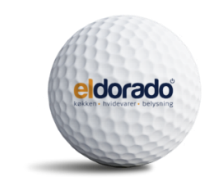 eldorado
køkken - hvidevarer - belysning